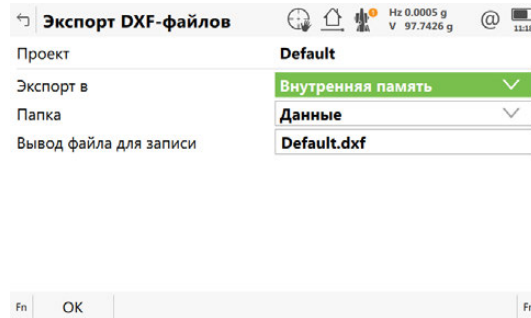 Экспорт DXF-файлов
Hz 0.0005 g
V 97.7426 g
@
Проект Default
Экспорт в Внутренняя память
Папка Данные
Вывод файла для записи Default.dxf
Fn OK